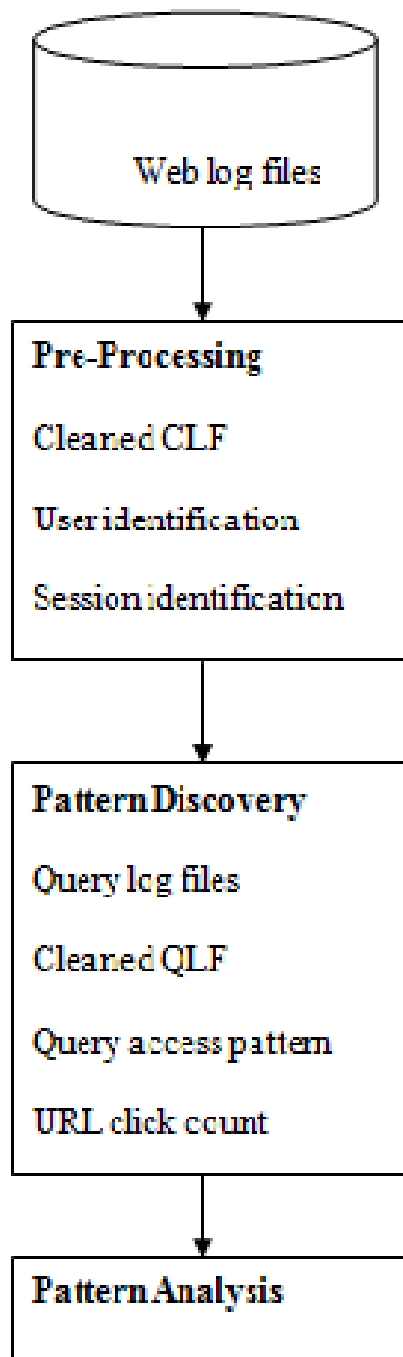 Web log files
Pre-Processing
Cleaned CLF
User identification
Session identification
Pattern Discovery
Query log files
Cleaned QLF
Query access pattern
URL click count
Pattern Analysis